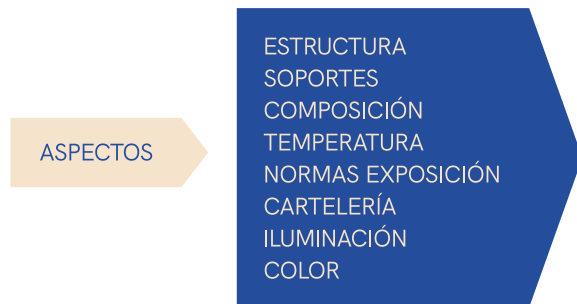 ASPECTOS
ESTRUCTURA
SOPORTES
COMPOSICIÓN
TEMPERATURA
NORMAS EXPOSICIÓN
CARTELERÍA
ILUMINACIÓN
COLOR